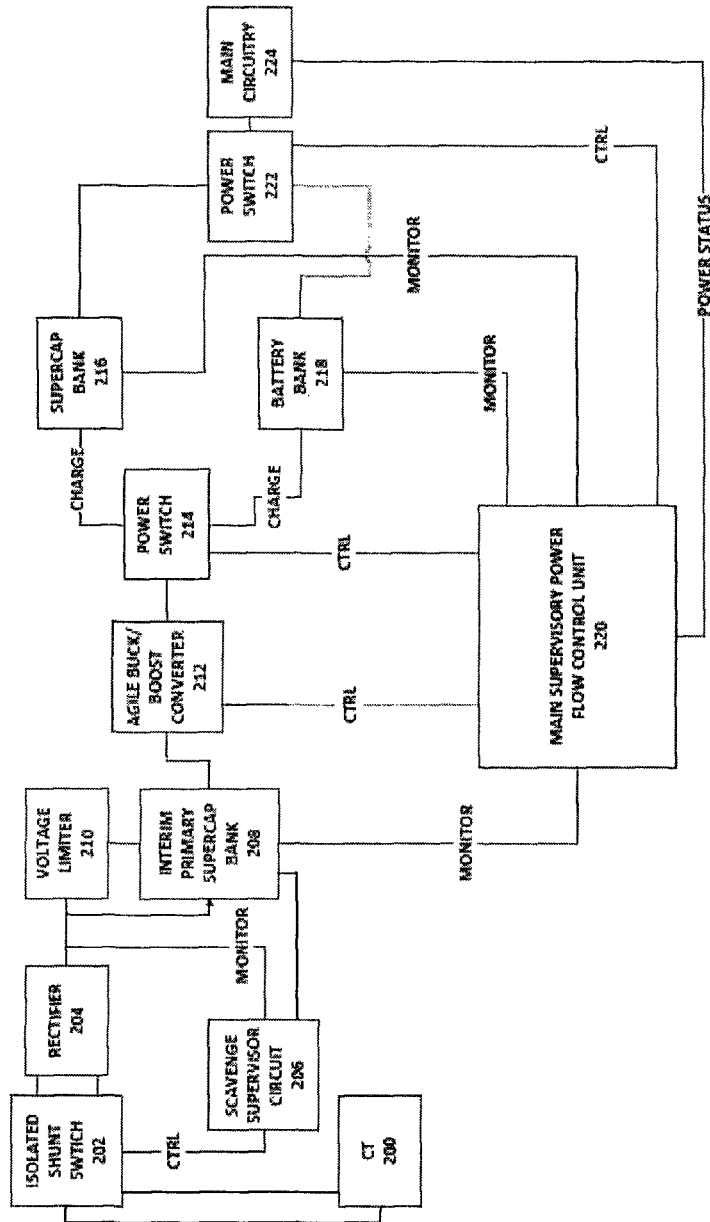 ISOLATED
SHUNT
SWTICH
202
RECTIFIER
204
VOLTAGE
LIMITER
210
CTRL
SCAVENGE
SUPERVISOR
CIRCUIT
206
MONITOR
CT
200
INTERIM
PRIMARY
SUPERCAP
BANK
208
MONITOR
AGILE BUCK/
BOOST
CONVERTER
212
CTRL
POWER
SWITCH
214
CTRL
CHARGE
CHARGE
SUPERCAP
BANK
216
BATTERY
BANK
218
MONITOR
MONITOR
MAIN SUPERVISORY POWER
FLOW CONTROL UNIT
220
POWER
SWITCH
222
MAIN
CIRCUITRY
224
CTRL
POWER STATUS